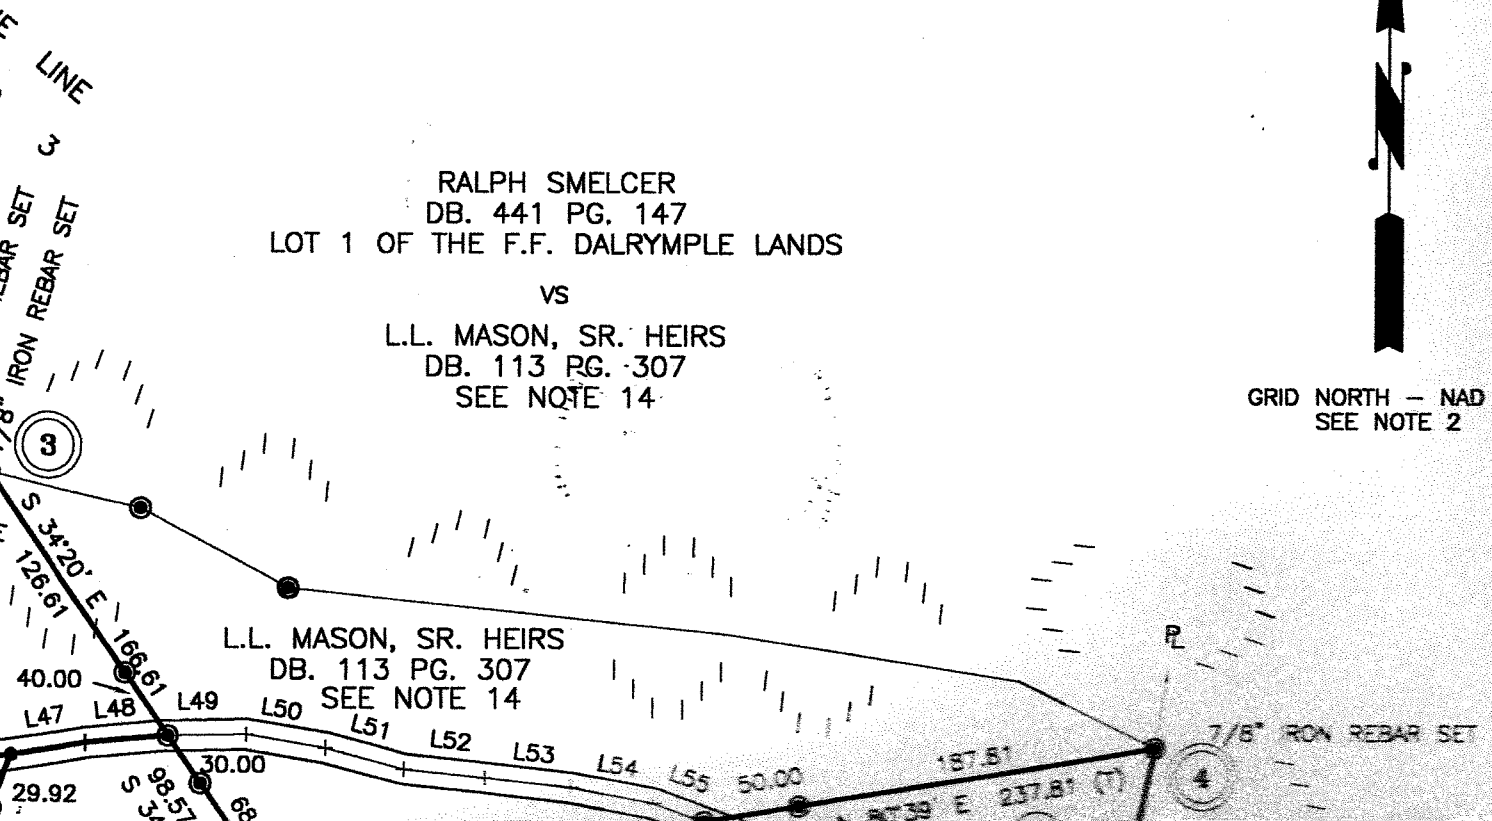 LINE
3
REBAR SET
7/8" IRON REBAR SET
RALPH SMELCER
DB. 441 PG. 147
LOT 1 OF THE F.F. DALRYMPLE LANDS
VS
L.L. MASON, SR. HEIRS
DB. 113 PG. 307
SEE NOTE 14
N
GRID NORTH – NAD
SEE NOTE 2
3
S 34°20' E 166.61
126.61
L.L. MASON, SR. HEIRS
DB. 113 PG. 307
SEE NOTE 14
40.00
L47 L48 L49 L50 L51 L52 L53 L54 L55
50.00
187.81
237.81 (T)
PL
7/8" IRON REBAR SET
4
30.00
98.57
29.92